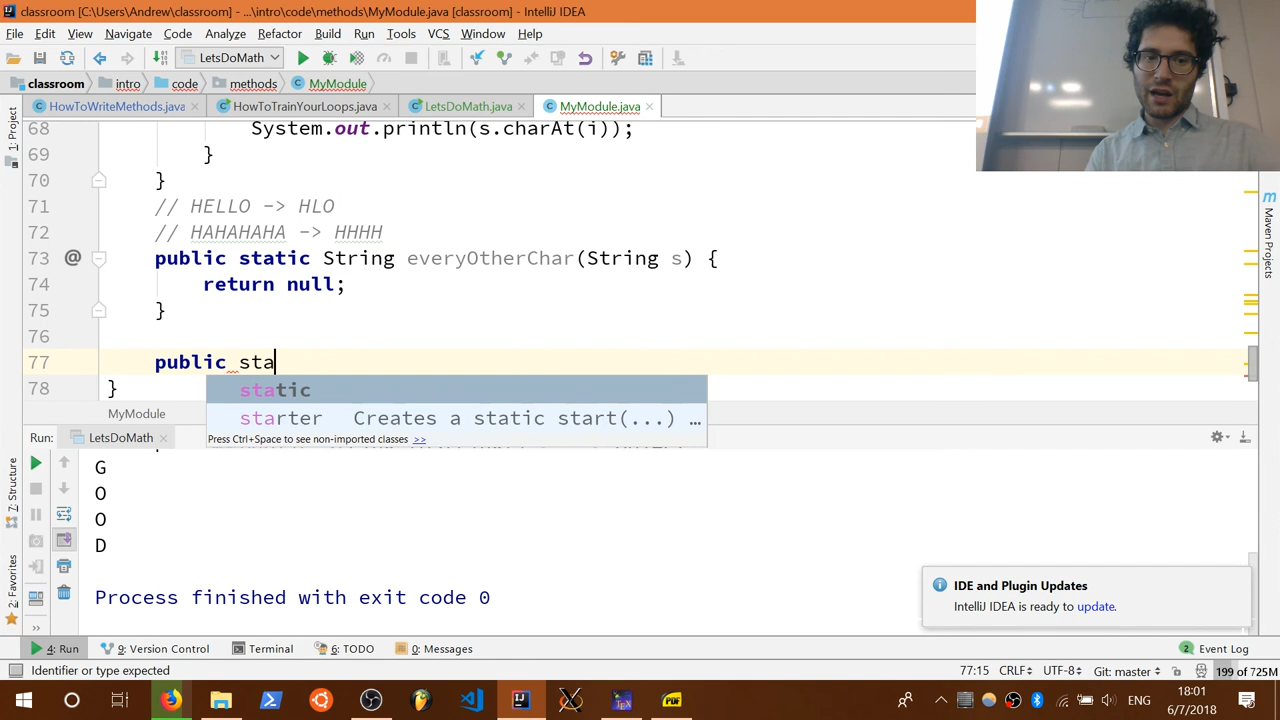 classroom [C:\Users\Andrew\classroom] - ...\intro\code\methods\MyModule.java [classroom] - IntelliJ IDEA
File Edit View Navigate Code Analyze Refactor Build Run Tools VCS Window Help
LetsDoMath
classroom intro code methods MyModule
HowToWriteMethods.java HowToTrainYourLoops.java LetsDoMath.java MyModule.java
1: Project
Maven Projects
68 System.out.println(s.charAt(i));
69 }
70 }
71 // HELLO -> HLO
72 // HAHAHAHA -> HHHH
73 @ public static String everyOtherChar(String s) {
74 return null;
75 }
76
77 public sta
78 }
static
starter Creates a static start(...) ...
Press Ctrl+Space to see non-imported classes >>
MyModule
Run: LetsDoMath
G
O
O
D
Process finished with exit code 0
7: Structure
2: Favorites
IDE and Plugin Updates
IntelliJ IDEA is ready to update.
4: Run 9: Version Control Terminal 6: TODO 0: Messages 2 Event Log
Identifier or type expected 77:15 CRLF÷ UTF-8÷ Git: master÷ 199 of 725M
ENG 18:01
6/7/2018